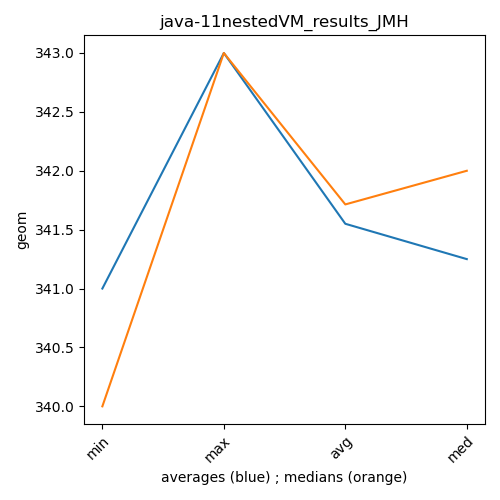 java-11nestedVM_results_JMH
343.0
342.5
342.0
341.5
341.0
340.5
340.0
geom
min
max
avg
med
averages (blue) ; medians (orange)